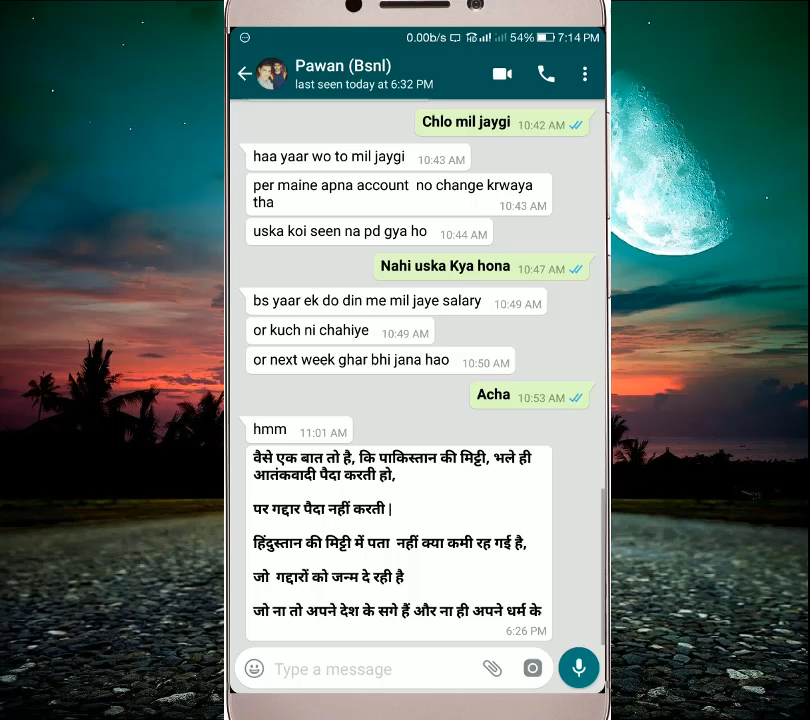 0.00b/s 54% 7:14 PM
Pawan (Bsnl)
last seen today at 6:32 PM
Chlo mil jaygi 10:42 AM
haa yaar wo to mil jaygi 10:43 AM
per maine apna account no change krwaya
tha 10:43 AM
uska koi seen na pd gya ho 10:44 AM
Nahi uska Kya hona 10:47 AM
bs yaar ek do din me mil jaye salary 10:49 AM
or kuch ni chahiye 10:49 AM
or next week ghar bhi jana hao 10:50 AM
Acha 10:53 AM
hmm 11:01 AM
वैसे एक बात तो है, कि पाकिस्तान की मिट्टी, भले ही
आतंकवादी पैदा करती हो,
पर गद्दार पैदा नहीं करती |
हिंदुस्तान की मिट्टी में पता नहीं क्या कमी रह गई है,
जो गद्दारों को जन्म दे रही है
जो ना तो अपने देश के सगे हैं और ना ही अपने धर्म के
6:26 PM
Type a message